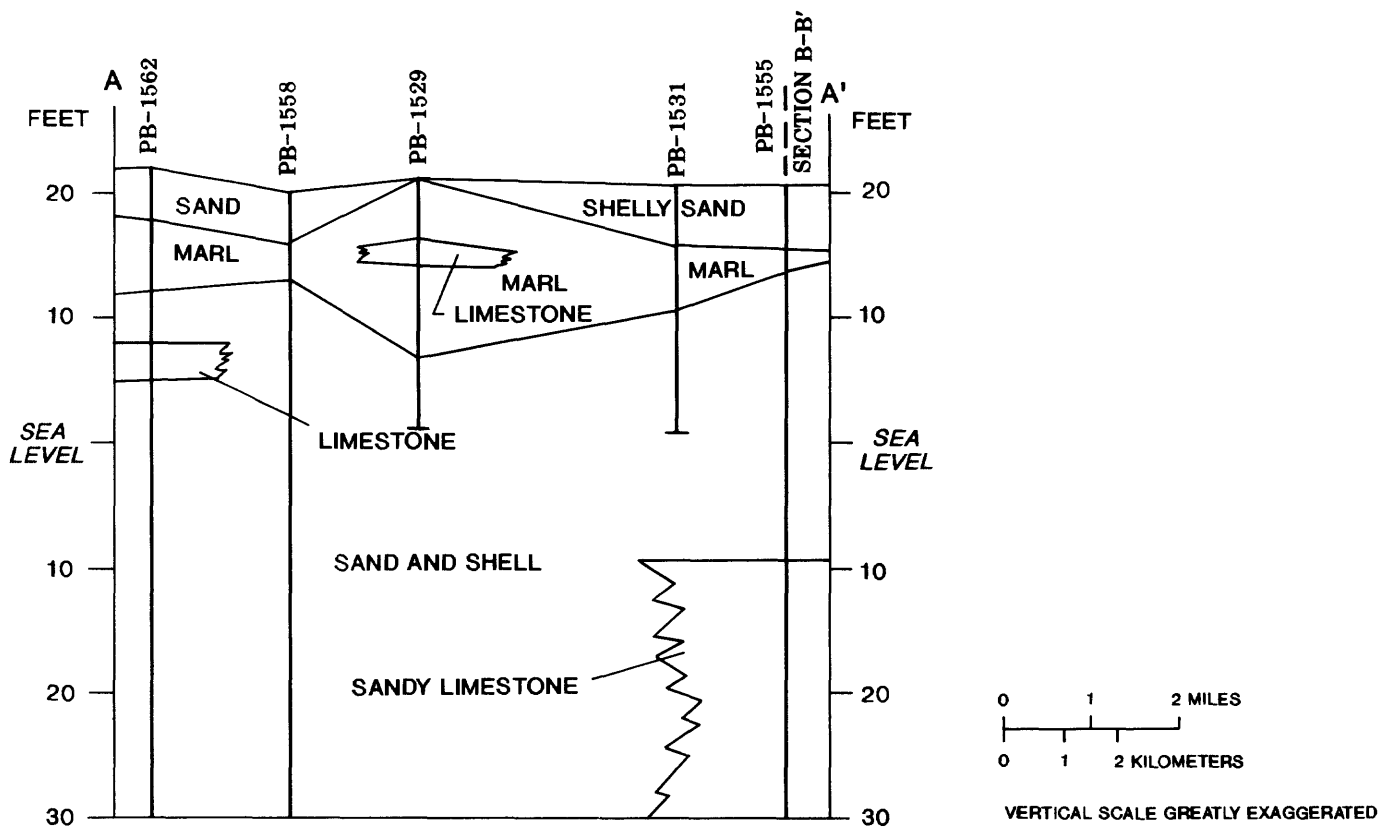 A
PB-1562
PB-1558
PB-1529
PB-1531
PB-1555
SECTION B-B'
A'
FEET
FEET
20
SAND
SHELLY SAND
20
MARL
MARL
MARL
10
LIMESTONE
10
SEA
LEVEL
LIMESTONE
SEA
LEVEL
10
SAND AND SHELL
10
20
SANDY LIMESTONE
20
30
30
0 1 2 MILES
0 1 2 KILOMETERS
VERTICAL SCALE GREATLY EXAGGERATED